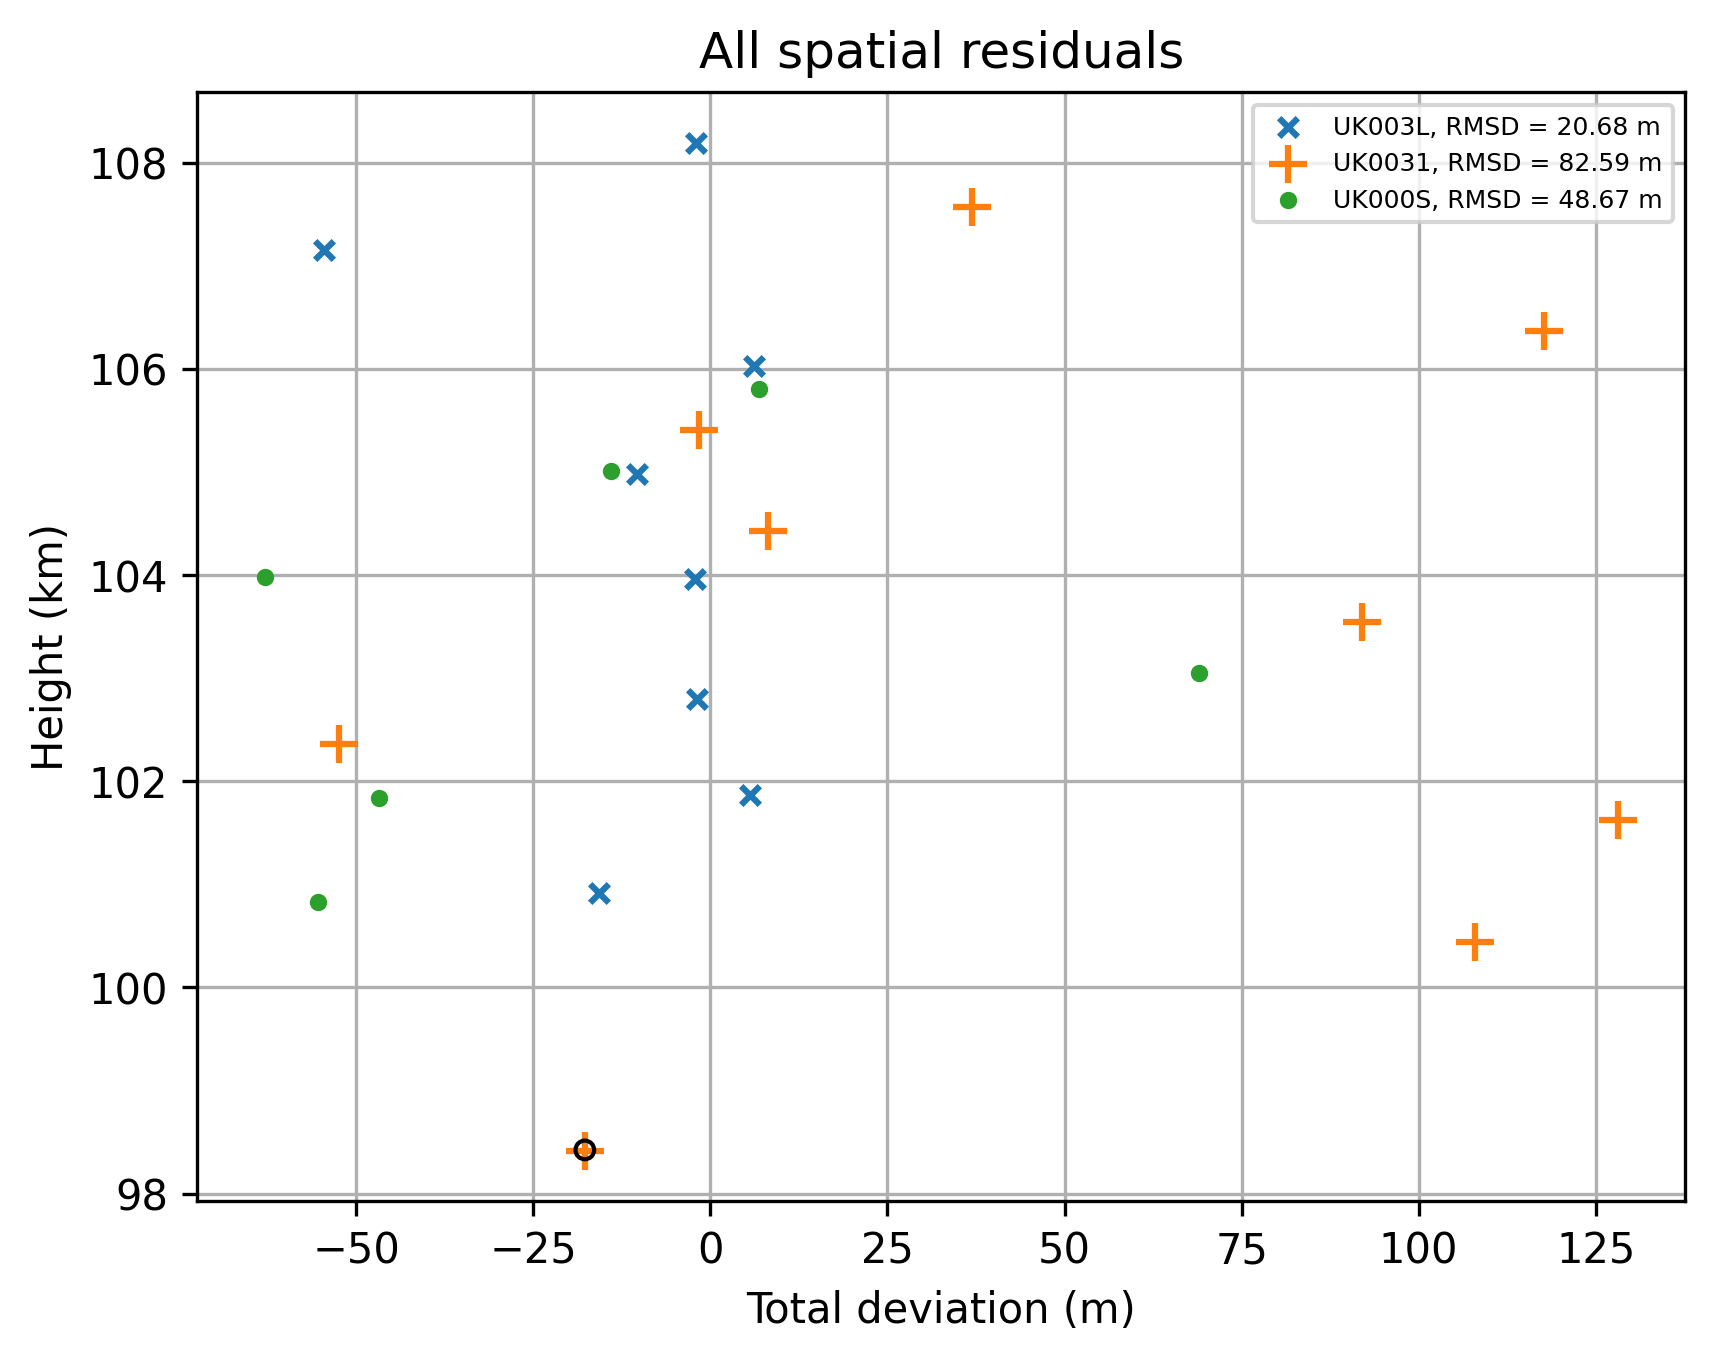 All spatial residuals
UK003L, RMSD = 20.68 m
UK0031, RMSD = 82.59 m
UK000S, RMSD = 48.67 m
108
106
104
102
100
98
Height (km)
−50 −25 0 25 50 75 100 125
Total deviation (m)